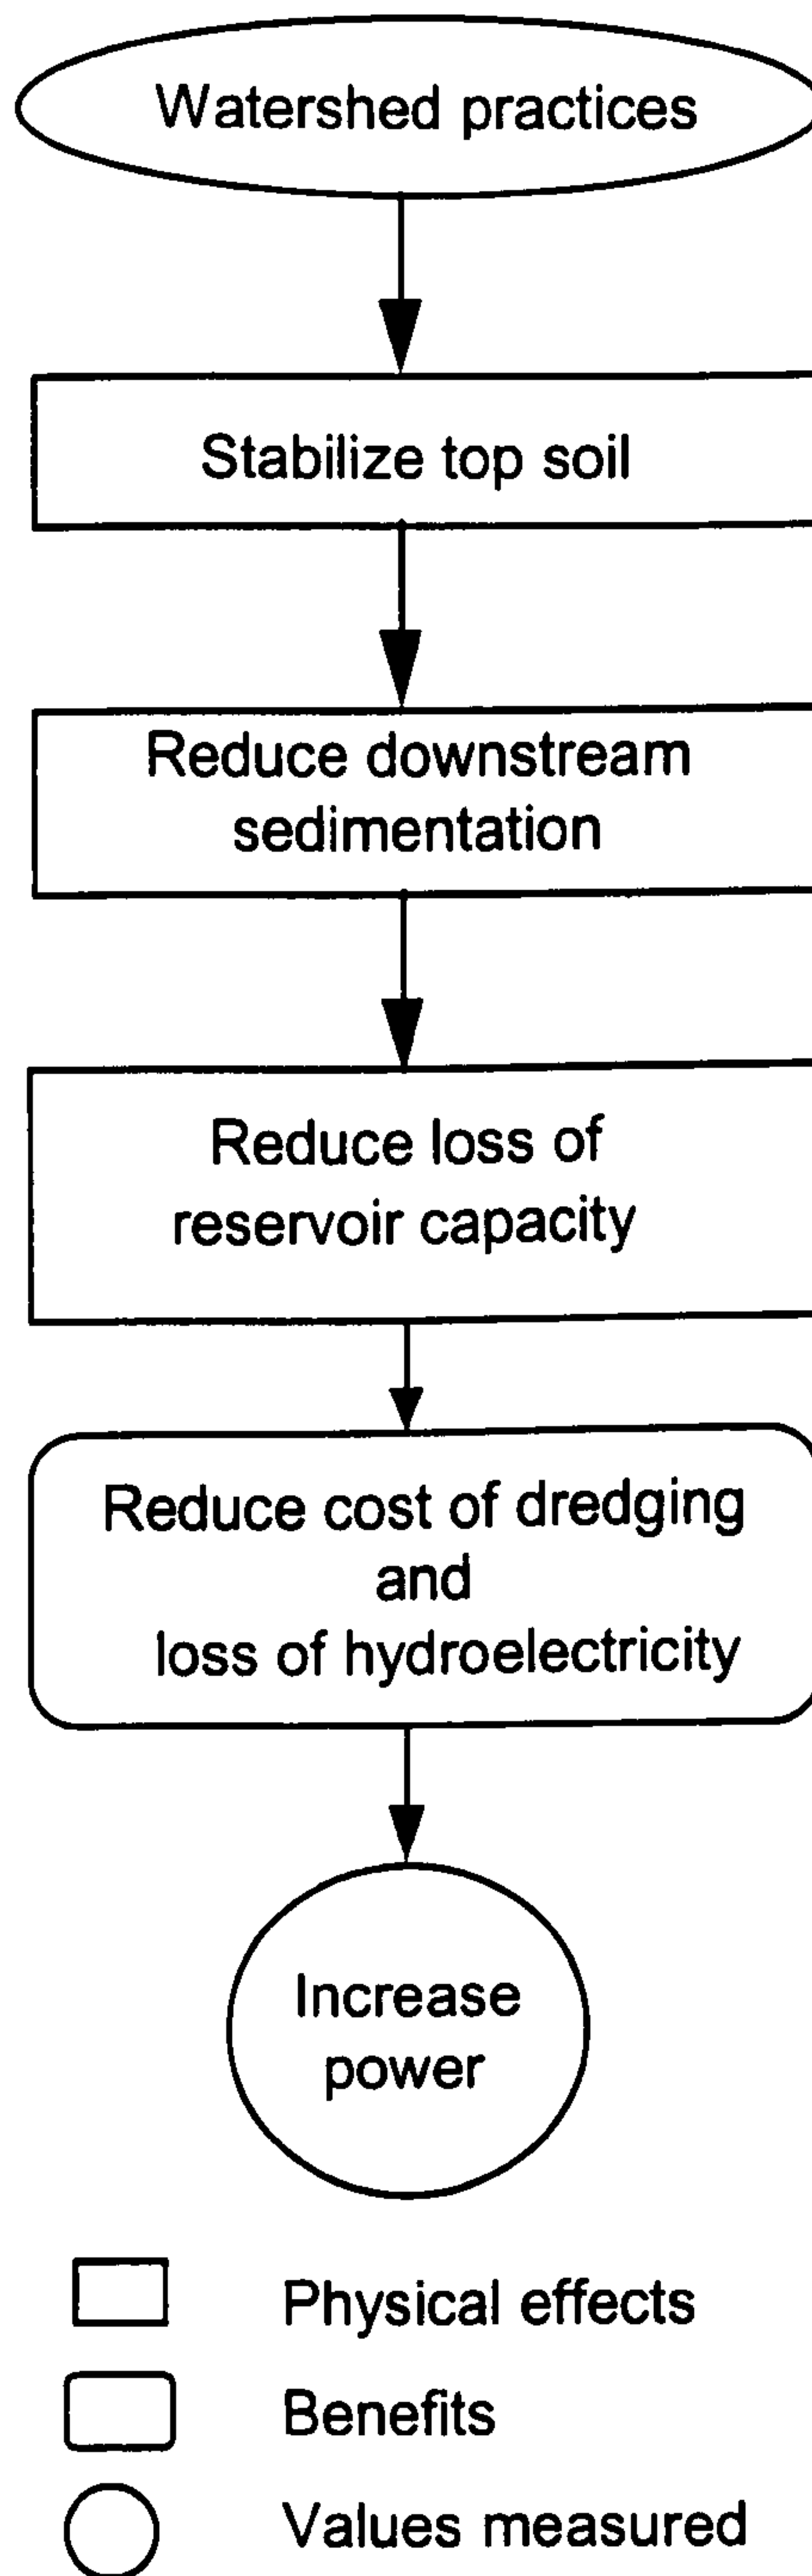 Watershed practices
Stabilize top soil
Reduce downstream
sedimentation
Reduce loss of
reservoir capacity
Reduce cost of dredging
and
loss of hydroelectricity
Increase
power
Physical effects
Benefits
Values measured